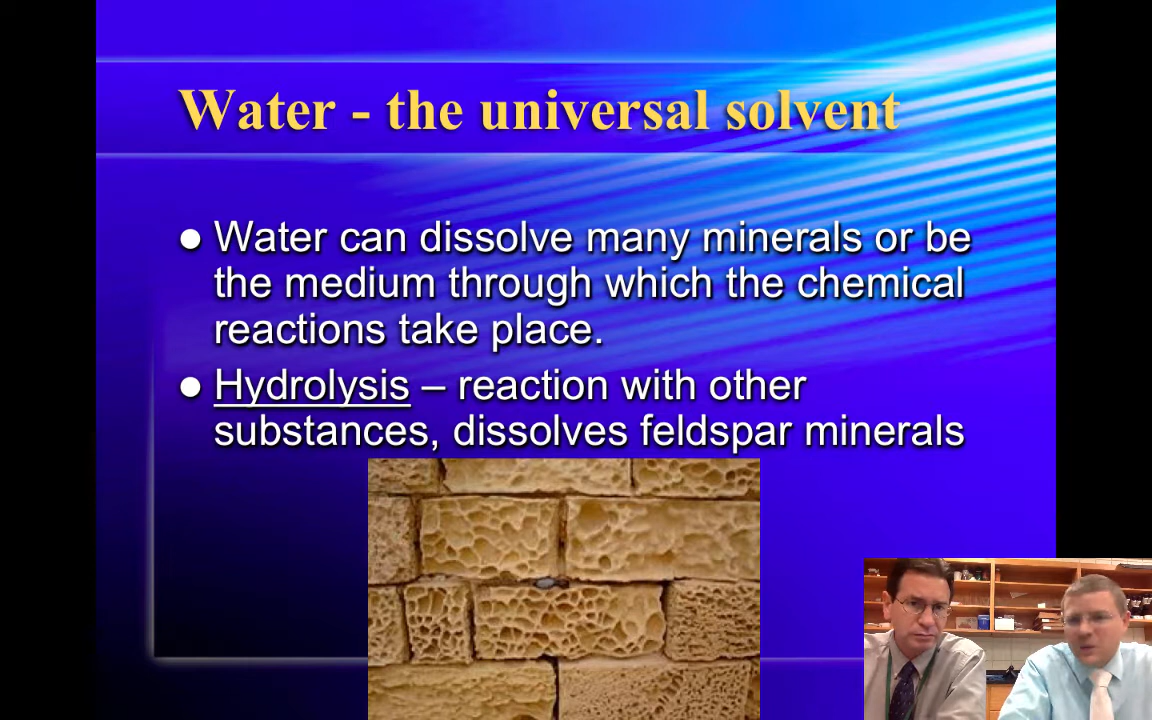 Water - the universal solvent
● Water can dissolve many minerals or be
the medium through which the chemical
reactions take place.
● Hydrolysis – reaction with other
substances, dissolves feldspar minerals